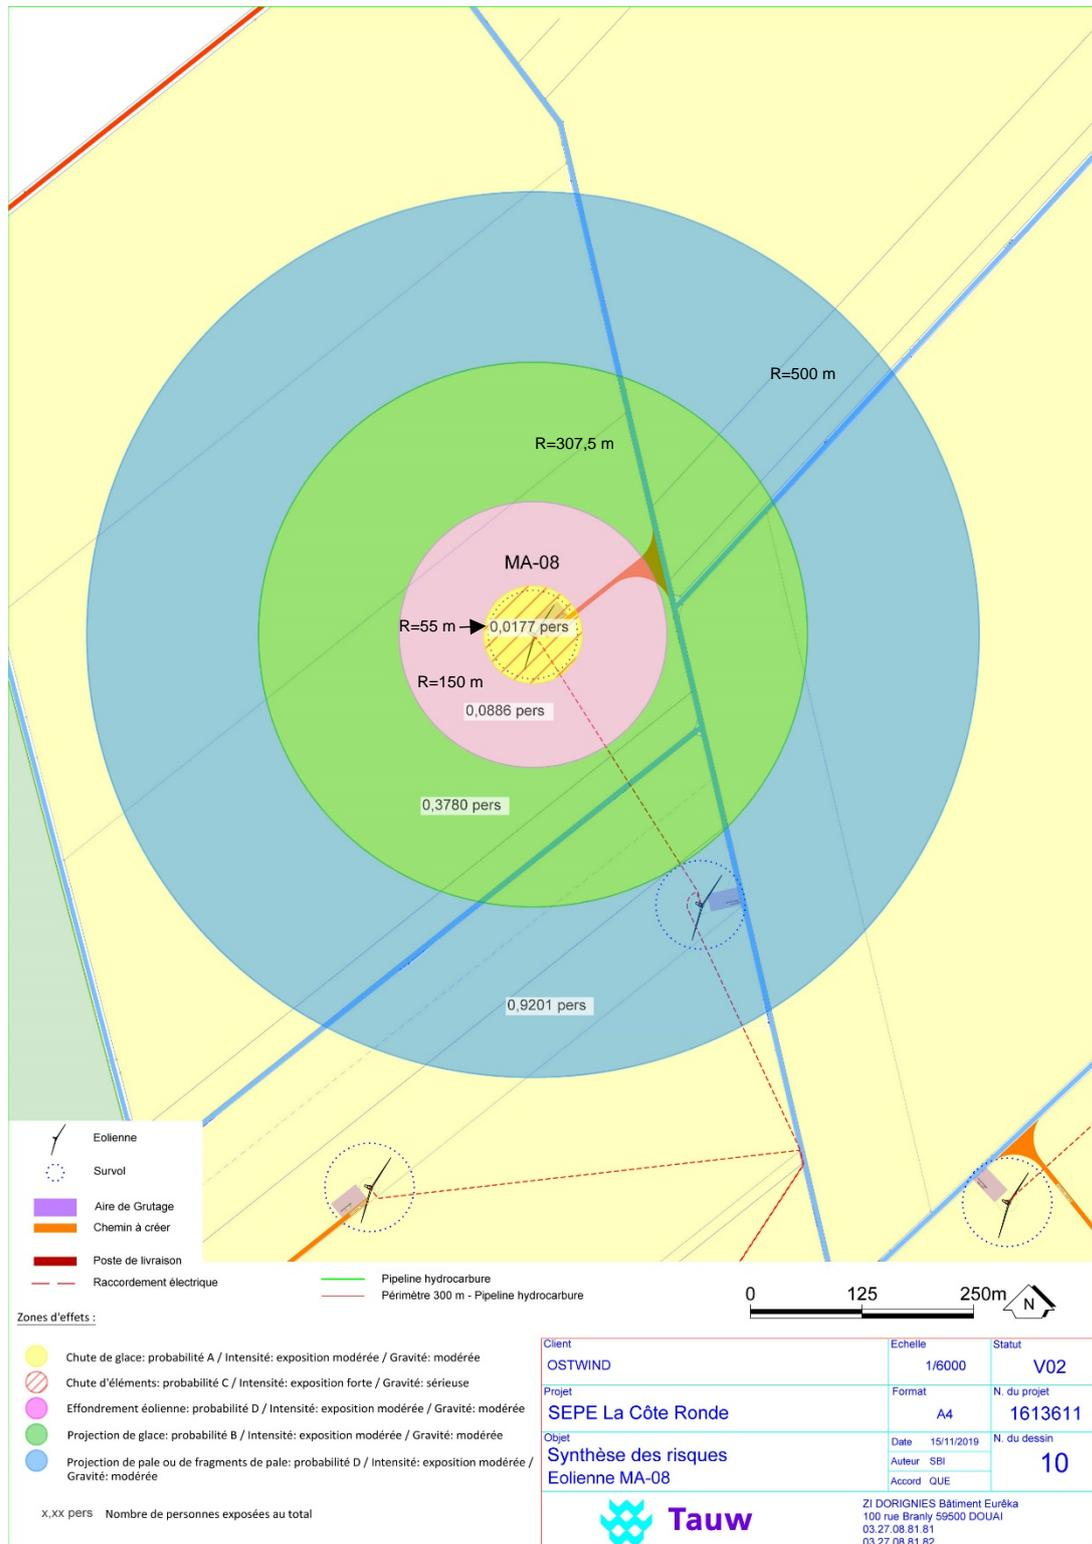 R=500 m
R=307,5 m
MA-08
R=55 m
0,0177 pers
R=150 m
0,0886 pers
0,3780 pers
0,9201 pers
Eolienne
Survol
Aire de Grutage
Chemin à créer
Poste de livraison
Raccordement électrique
Pipeline hydrocarbure
Périmètre 300 m - Pipeline hydrocarbure
0 125 250m
N
Zones d'effets :
Chute de glace: probabilité A / Intensité: exposition modérée / Gravité: modérée
Chute d'éléments: probabilité C / Intensité: exposition forte / Gravité: sérieuse
Effondrement éolienne: probabilité D / Intensité: exposition modérée / Gravité: modérée
Projection de glace: probabilité B / Intensité: exposition modérée / Gravité: modérée
Projection de pale ou de fragments de pale: probabilité D / Intensité: exposition modérée /
Gravité: modérée
x,xx pers Nombre de personnes exposées au total
Client
OSTWIND
Echelle
1/6000
Statut
V02
Projet
SEPE La Côte Ronde
Format
A4
N. du projet
1613611
Objet
Synthèse des risques
Eolienne MA-08
Date 15/11/2019
Auteur SBI
Accord QUE
N. du dessin
10
Tauw
ZI DORIGNIES Bâtiment Eurêka
100 rue Branly 59500 DOUAI
03.27.08.81.81
03.27.08.81.82